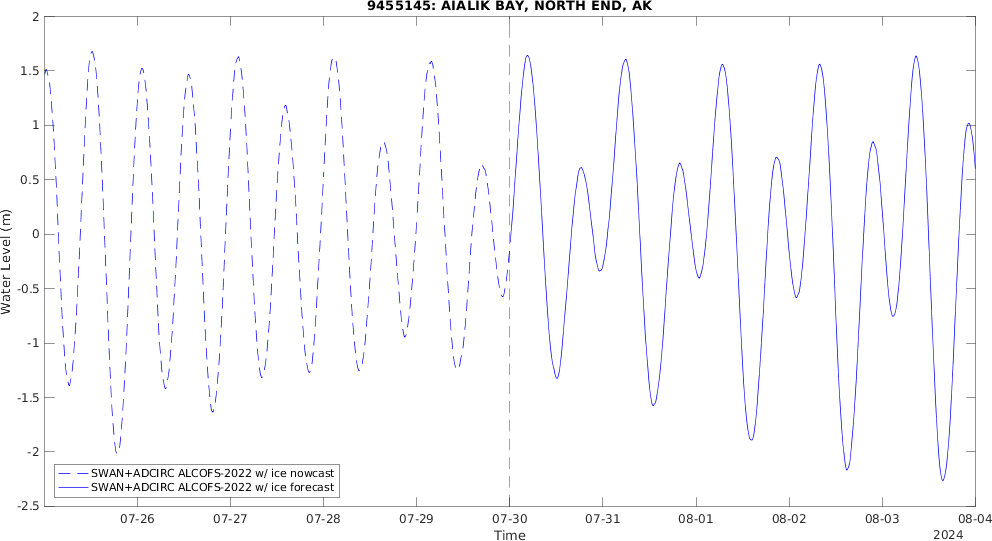 9455145: AIALIK BAY, NORTH END, AK
2
1.5
1
0.5
0
-0.5
-1
-1.5
-2
-2.5
Water Level (m)
SWAN+ADCIRC ALCOFS-2022 w/ ice nowcast
SWAN+ADCIRC ALCOFS-2022 w/ ice forecast
07-26 07-27 07-28 07-29 07-30 07-31 08-01 08-02 08-03 08-04
Time
2024